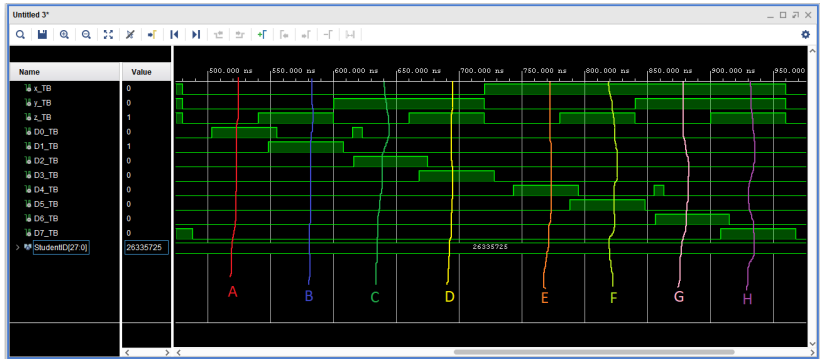 Untitled 3*
500.000 ns 550.000 ns 600.000 ns 650.000 ns 700.000 ns 750.000 ns 800.000 ns 850.000 ns 900.000 ns 950.000
Name Value
x_TB 0
y_TB 0
z_TB 1
D0_TB 0
D1_TB 1
D2_TB 0
D3_TB 0
D4_TB 0
D5_TB 0
D6_TB 0
D7_TB 0
StudentID[27:0] 26335725 26335725
A B C D E F G H